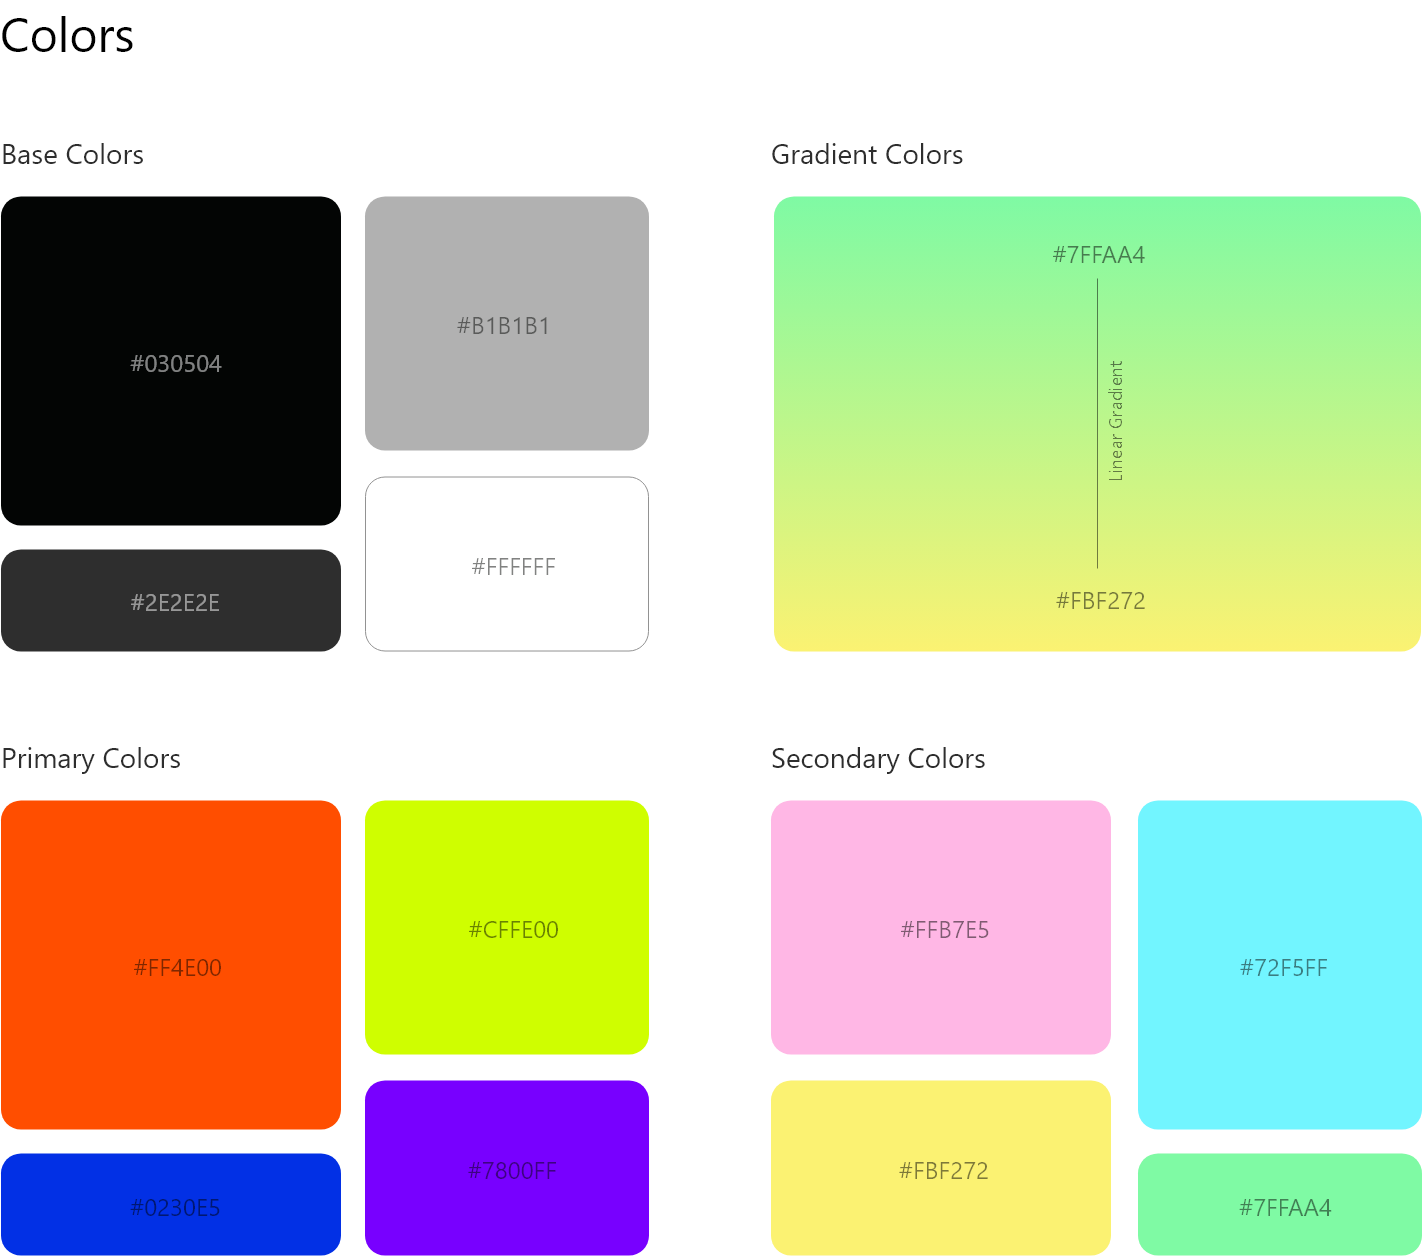 Colors
Base Colors
#030504
#2E2E2E
#B1B1B1
#FFFFFF
Gradient Colors
#7FFAA4
Linear Gradient
#FBF272
Primary Colors
#FF4E00
#0230E5
#CFFE00
#7800FF
Secondary Colors
#FFB7E5
#FBF272
#72F5FF
#7FFAA4